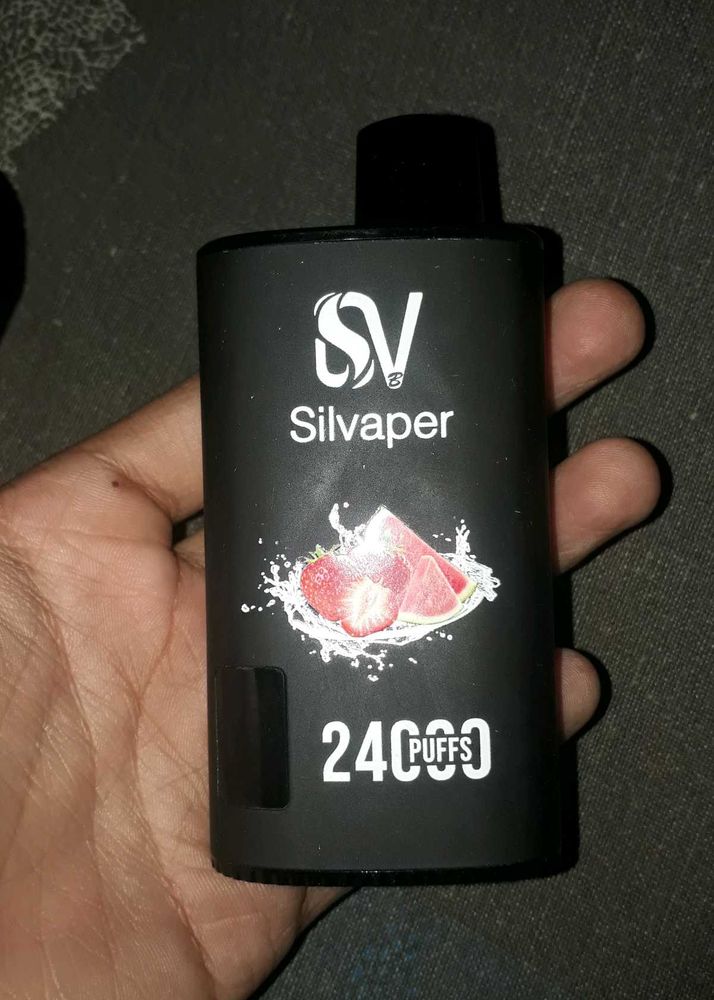 SV
B
Silvaper
24000
PUFFS